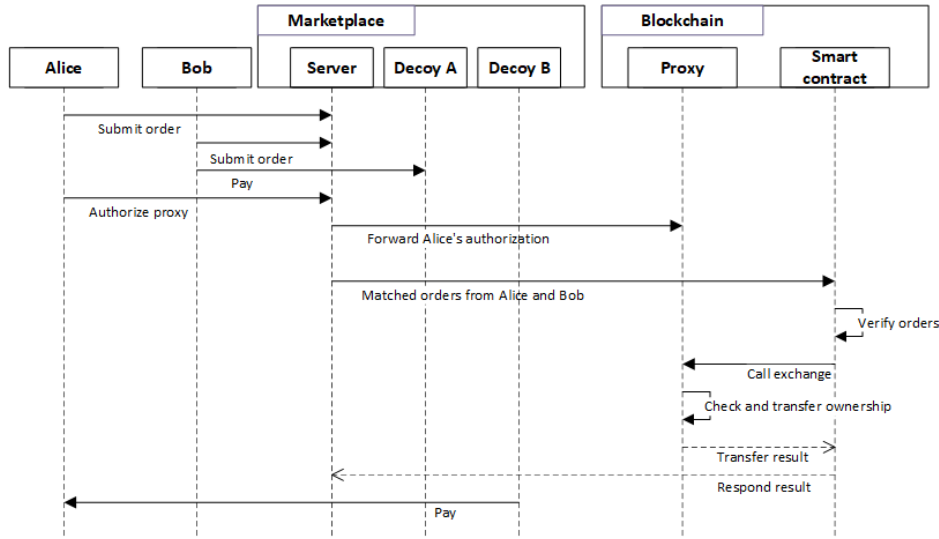 Marketplace
Blockchain
Alice
Bob
Server
Decoy A
Decoy B
Proxy
Smart
contract
Submit order
Submit order
Pay
Authorize proxy
Forward Alice's authorization
Matched orders from Alice and Bob
Verify orders
Call exchange
Check and transfer ownership
Transfer result
Respond result
Pay